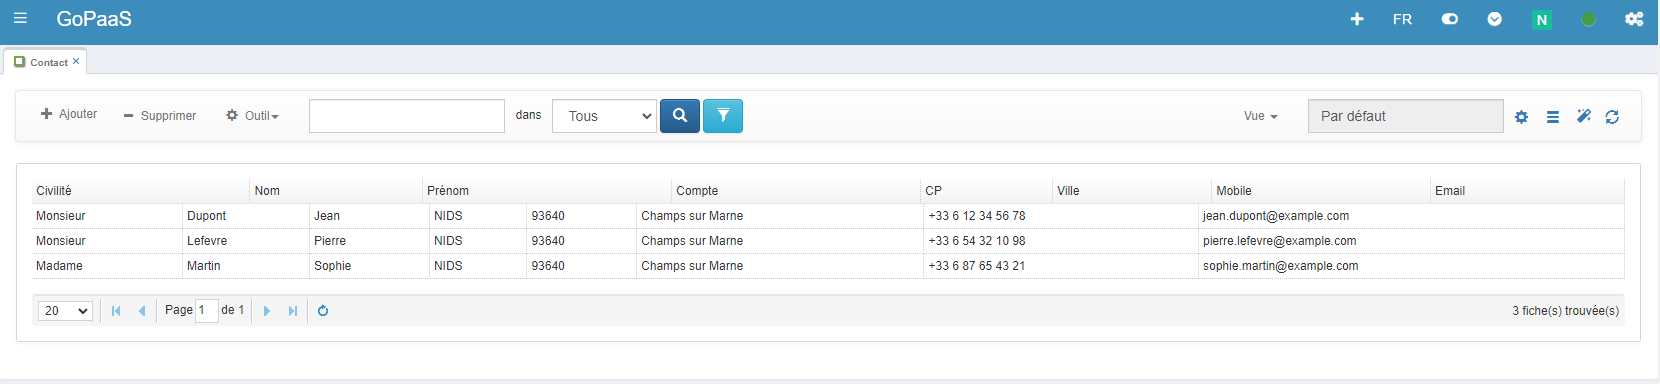 GoPaaS FR N
Contact
Ajouter Supprimer Outil dans Tous Vue Par défaut
Civilité Nom Prénom Compte CP Ville Mobile Email
Monsieur Dupont Jean NIDS 93640 Champs sur Marne +33 6 12 34 56 78 jean.dupont@example.com
Monsieur Lefevre Pierre NIDS 93640 Champs sur Marne +33 6 54 32 10 98 pierre.lefevre@example.com
Madame Martin Sophie NIDS 93640 Champs sur Marne +33 6 87 65 43 21 sophie.martin@example.com
20 Page 1 de 1 3 fiche(s) trouvée(s)